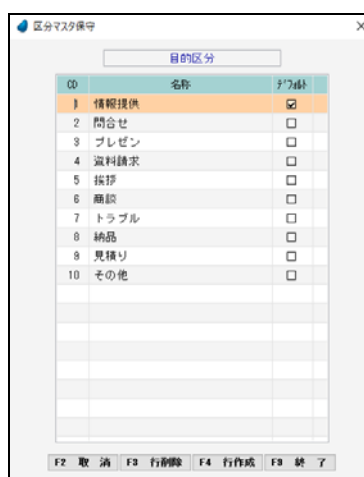 区分マスタ保守
目的区分
CD 名称 ﾃﾞﾌｫﾙﾄ
1 情報提供
2 問合せ
3 プレゼン
4 資料請求
5 挨拶
6 商談
7 トラブル
8 納品
9 見積り
10 その他
F2 取 消 F3 行削除 F4 行作成 F9 終 了